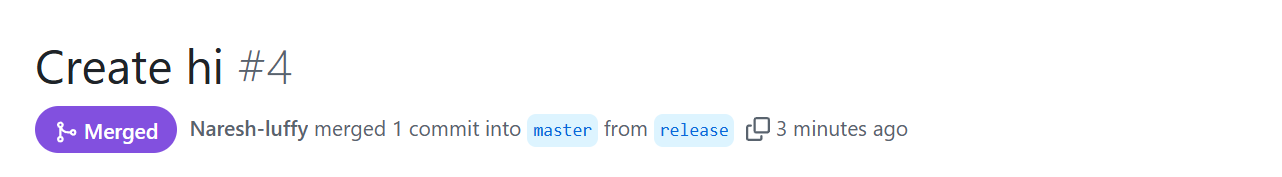 Create hi #4
Merged Naresh-luffy merged 1 commit into master from release 3 minutes ago